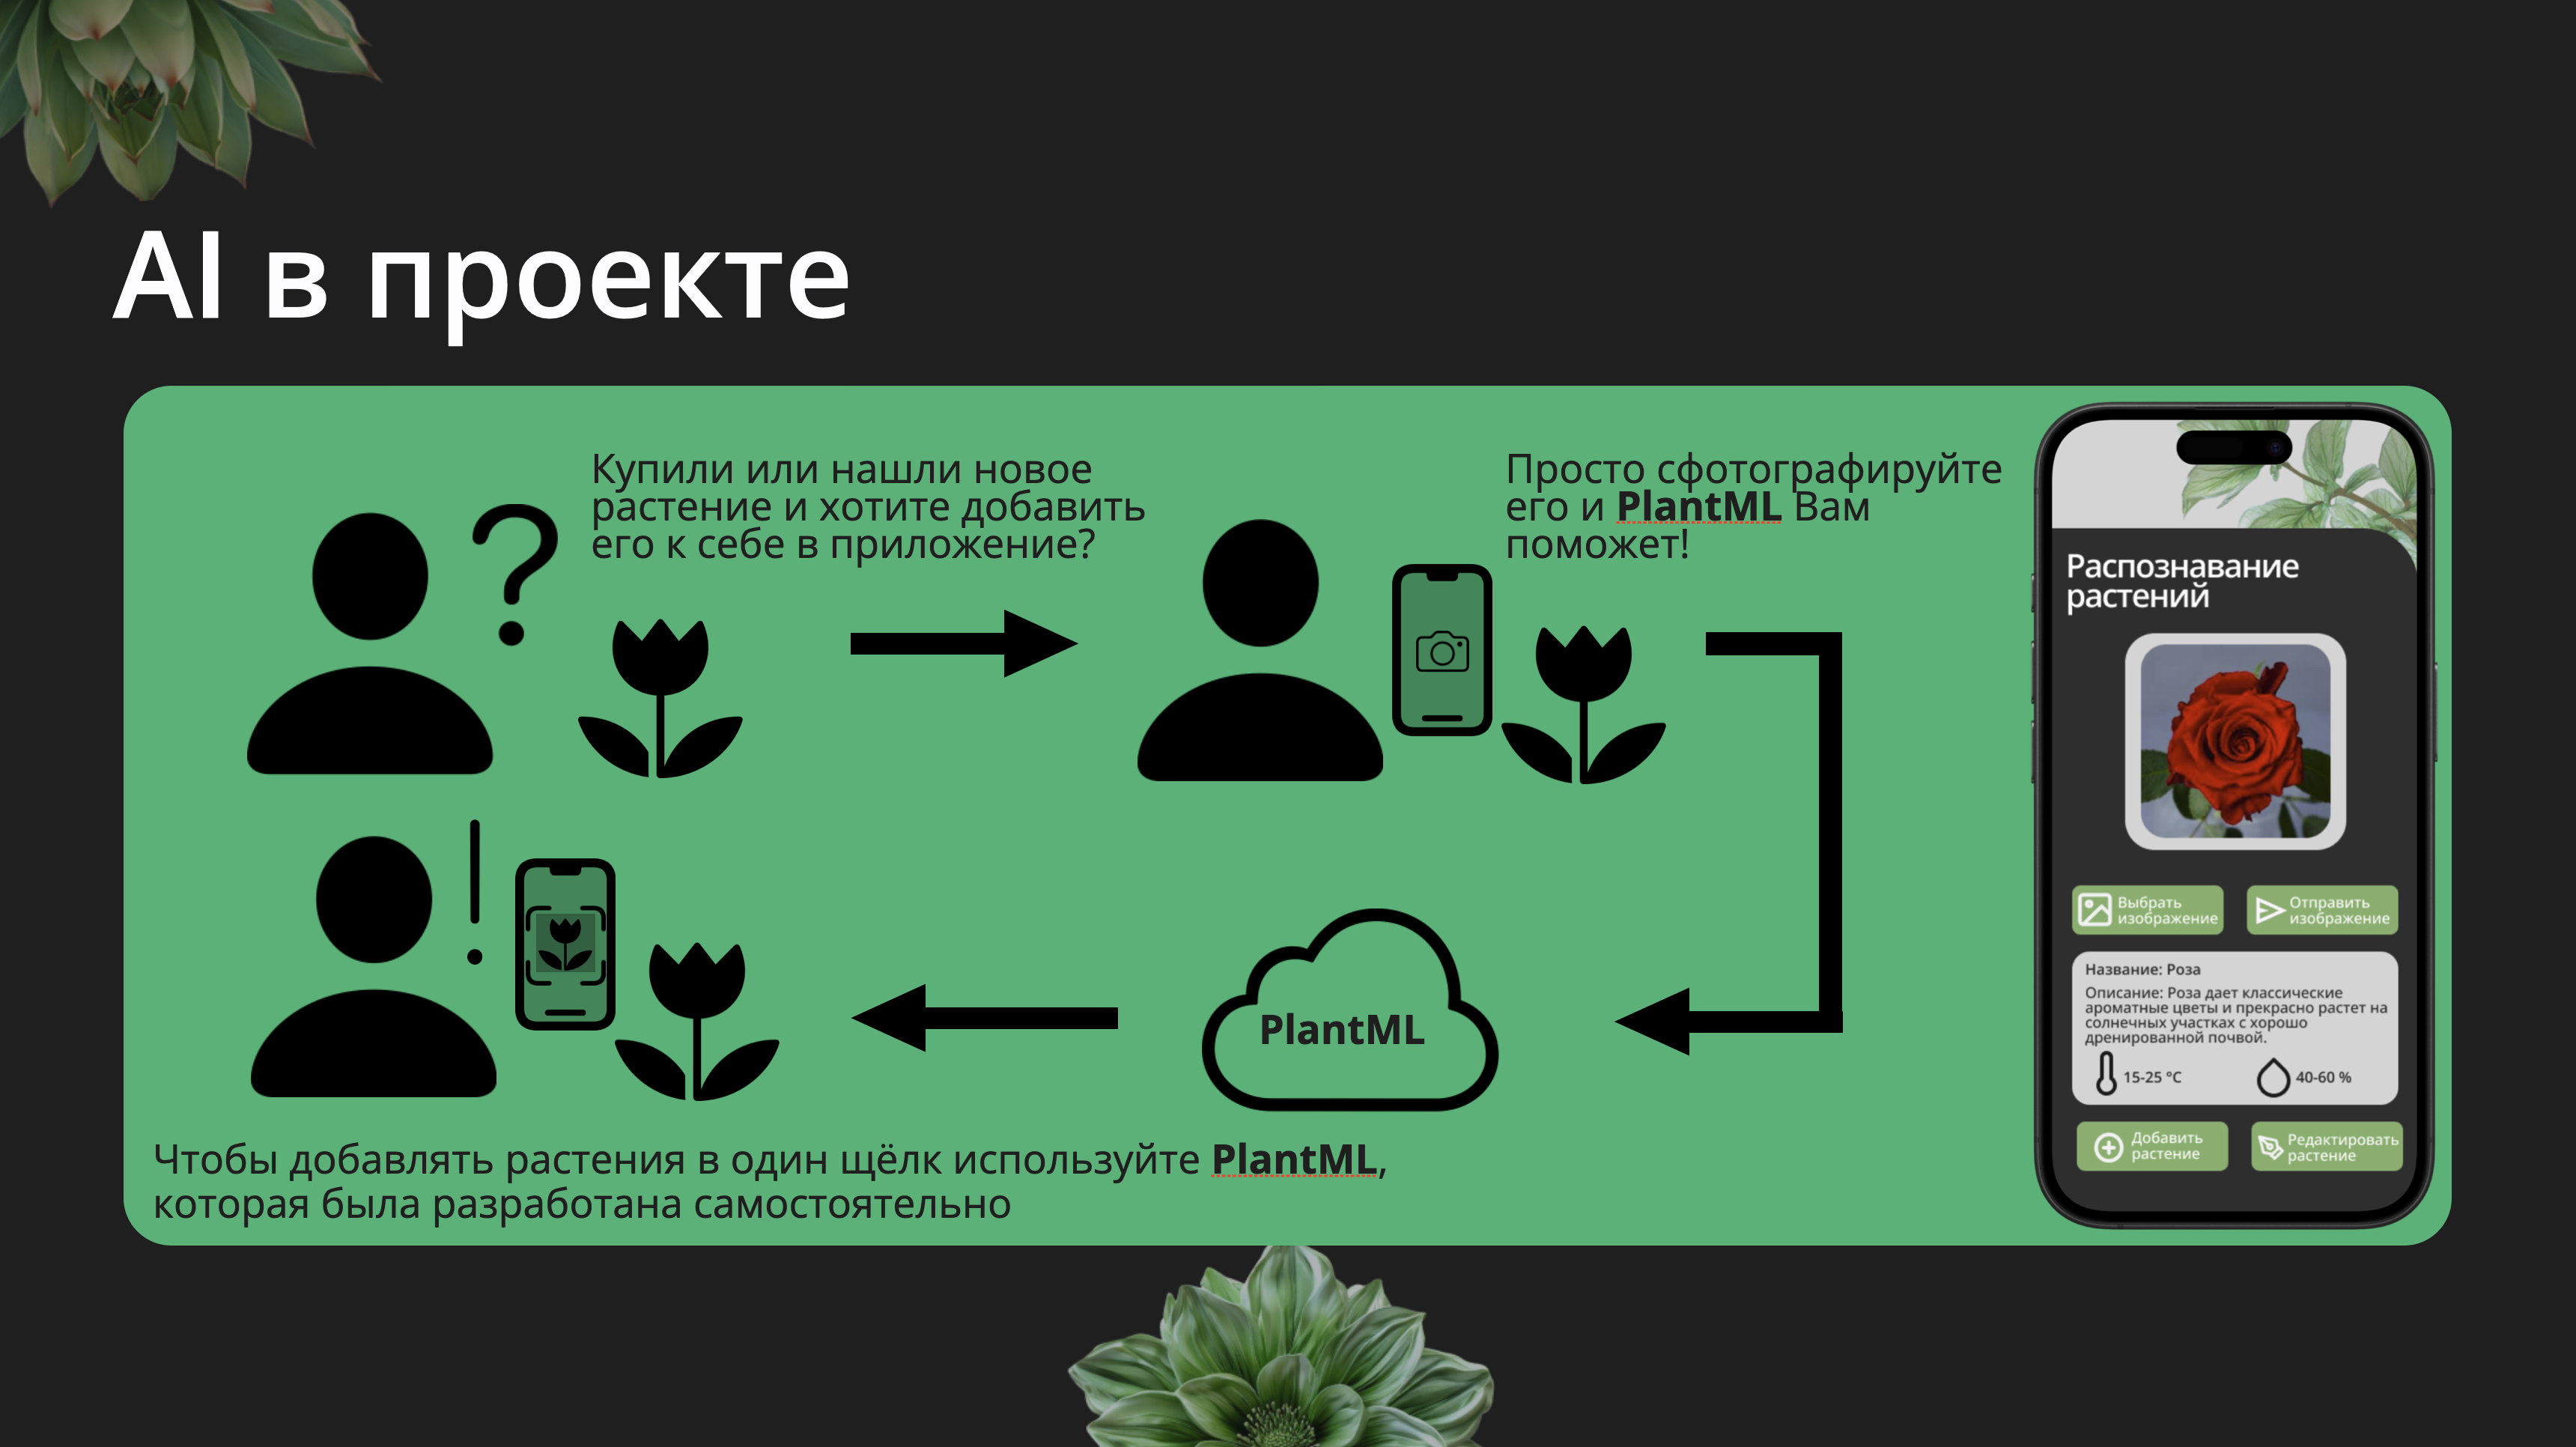 AI в проекте
Купили или нашли новое
растение и хотите добавить
его к себе в приложение?
Просто сфотографируйте
его и PlantML Вам
поможет!
PlantML
Чтобы добавлять растения в один щёлк используйте PlantML,
которая была разработана самостоятельно
Распознавание
растений
Выбрать
изображение
Отправить
изображение
Название: Роза
Описание: Роза дает классические
ароматные цветы и прекрасно растет на
солнечных участках с хорошо
дренированной почвой.
15-25 °C
40-60 %
Добавить
растение
Редактировать
растение